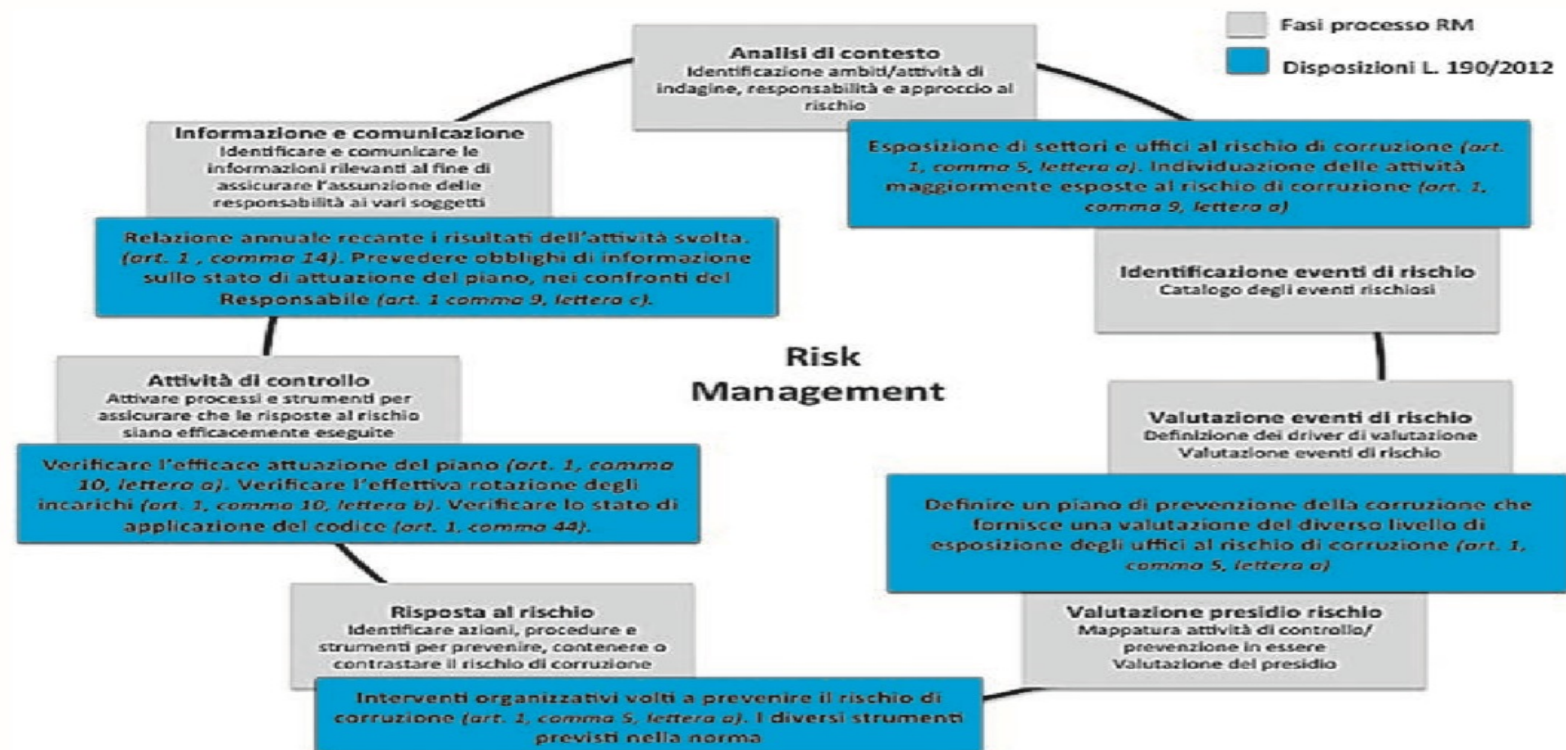 Fasi processo RM
Disposizioni L. 190/2012
Analisi di contesto
Identificazione ambiti/attività di
indagine, responsabilità e approccio al
rischio
Esposizione di settori e uffici al rischio di corruzione (art.
1, comma 5, lettera a). Individuazione delle attività
maggiormente esposte al rischio di corruzione (art. 1,
comma 9, lettera a)
Identificazione eventi di rischio
Catalogo degli eventi rischiosi
Valutazione eventi di rischio
Definizione dei driver di valutazione
Valutazione eventi di rischio
Definire un piano di prevenzione della corruzione che
fornisce una valutazione del diverso livello di
esposizione degli uffici al rischio di corruzione (art. 1,
comma 5, lettera a)
Valutazione presidio rischio
Mappatura attività di controllo/
prevenzione in essere
Valutazione del presidio
Interventi organizzativi volti a prevenire il rischio di
corruzione (art. 1, comma 5, lettera a). I diversi strumenti
previsti nella norma
Risposta al rischio
Identificare azioni, procedure e
strumenti per prevenire, contenere o
contrastare il rischio di corruzione
Attività di controllo
Attivare processi e strumenti per
assicurare che le risposte al rischio
siano efficacemente eseguite
Verificare l'efficace attuazione del piano (art. 1, comma
10, lettera a). Verificare l'effettiva rotazione degli
incarichi (art. 1, comma 10, lettera b). Verificare lo stato di
applicazione del codice (art. 1, comma 44).
Informazione e comunicazione
Identificare e comunicare le
informazioni rilevanti al fine di
assicurare l'assunzione delle
responsabilità ai vari soggetti
Relazione annuale recante i risultati dell'attività svolta.
(art. 1 , comma 14). Prevedere obblighi di informazione
sullo stato di attuazione del piano, nei confronti del
Responsabile (art. 1 comma 9, lettera c).
Risk
Management